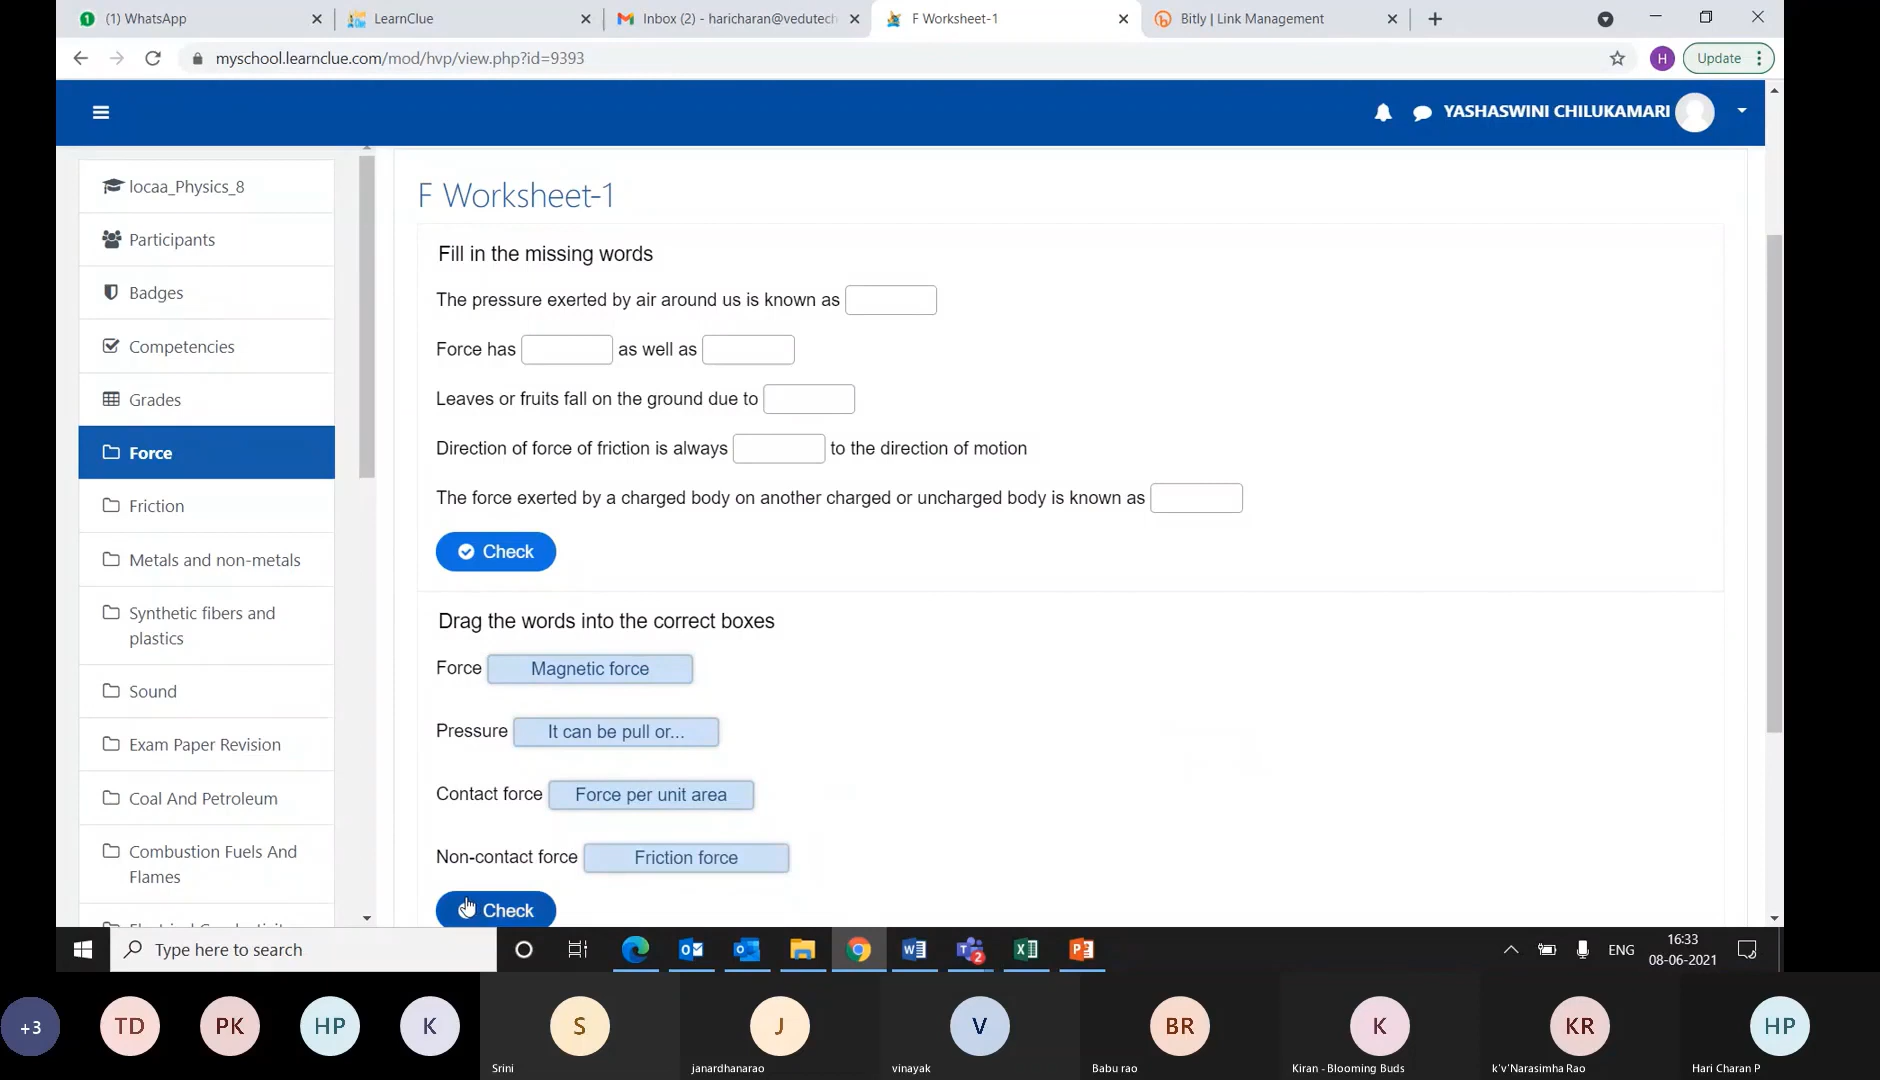 (1) WhatsApp
LearnClue
Inbox (2) - haricharan@vedutech
F Worksheet-1
Bitly | Link Management
myschool.learnclue.com/mod/hvp/view.php?id=9393
H
Update
YASHASWINI CHILUKAMARI
locaa_Physics_8
Participants
Badges
Competencies
Grades
Force
Friction
Metals and non-metals
Synthetic fibers and
plastics
Sound
Exam Paper Revision
Coal And Petroleum
Combustion Fuels And
Flames
F Worksheet-1
Fill in the missing words
The pressure exerted by air around us is known as
Force has as well as
Leaves or fruits fall on the ground due to
Direction of force of friction is always to the direction of motion
The force exerted by a charged body on another charged or uncharged body is known as
Check
Drag the words into the correct boxes
Force Magnetic force
Pressure It can be pull or...
Contact force Force per unit area
Non-contact force Friction force
Check
Type here to search
2
ENG
16:33
08-06-2021
+3
TD
PK
HP
K
S
Srini
J
janardhanarao
V
vinayak
BR
Babu rao
K
Kiran - Blooming Buds
KR
k'v'Narasimha Rao
HP
Hari Charan P